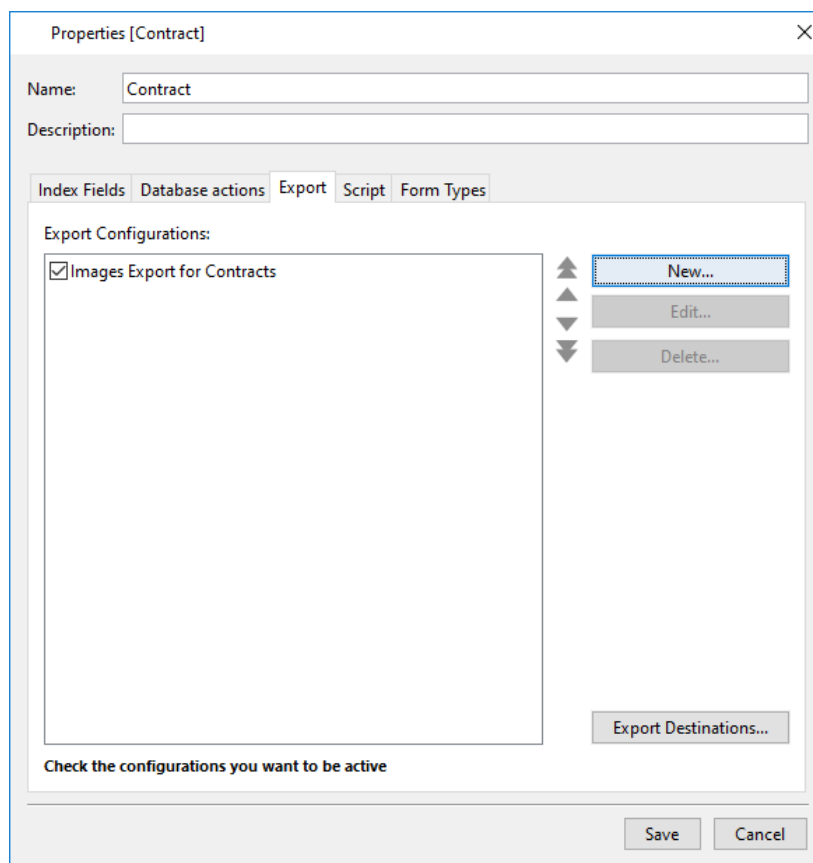 Properties [Contract]
Name: Contract
Description:
Index Fields Database actions Export Script Form Types
Export Configurations:
Images Export for Contracts
New...
Edit...
Delete...
Export Destinations...
Check the configurations you want to be active
Save Cancel